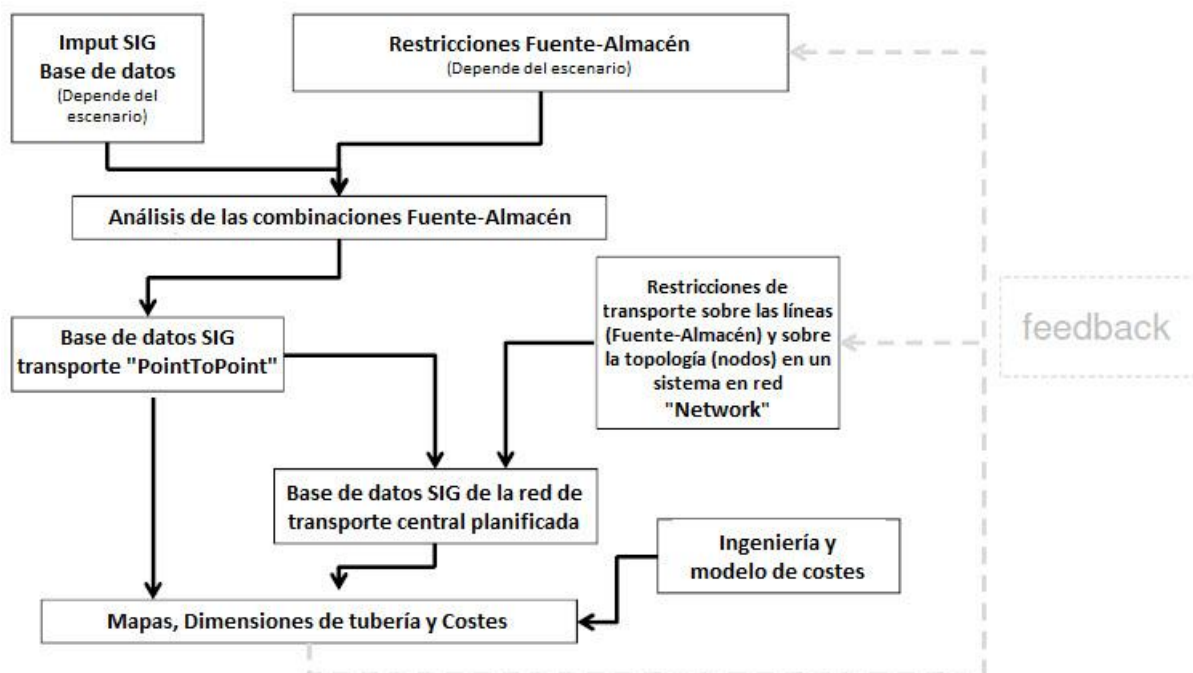 Imput SIG
Base de datos
(Depende del
escenario)
Restricciones Fuente-Almacén
(Depende del escenario)
Análisis de las combinaciones Fuente-Almacén
Base de datos SIG
transporte "PointToPoint"
Restricciones de
transporte sobre las líneas
(Fuente-Almacén) y sobre
la topología (nodos) en un
sistema en red
"Network"
feedback
Base de datos SIG de la red de
transporte central planificada
Ingeniería y
modelo de costes
Mapas, Dimensiones de tubería y Costes